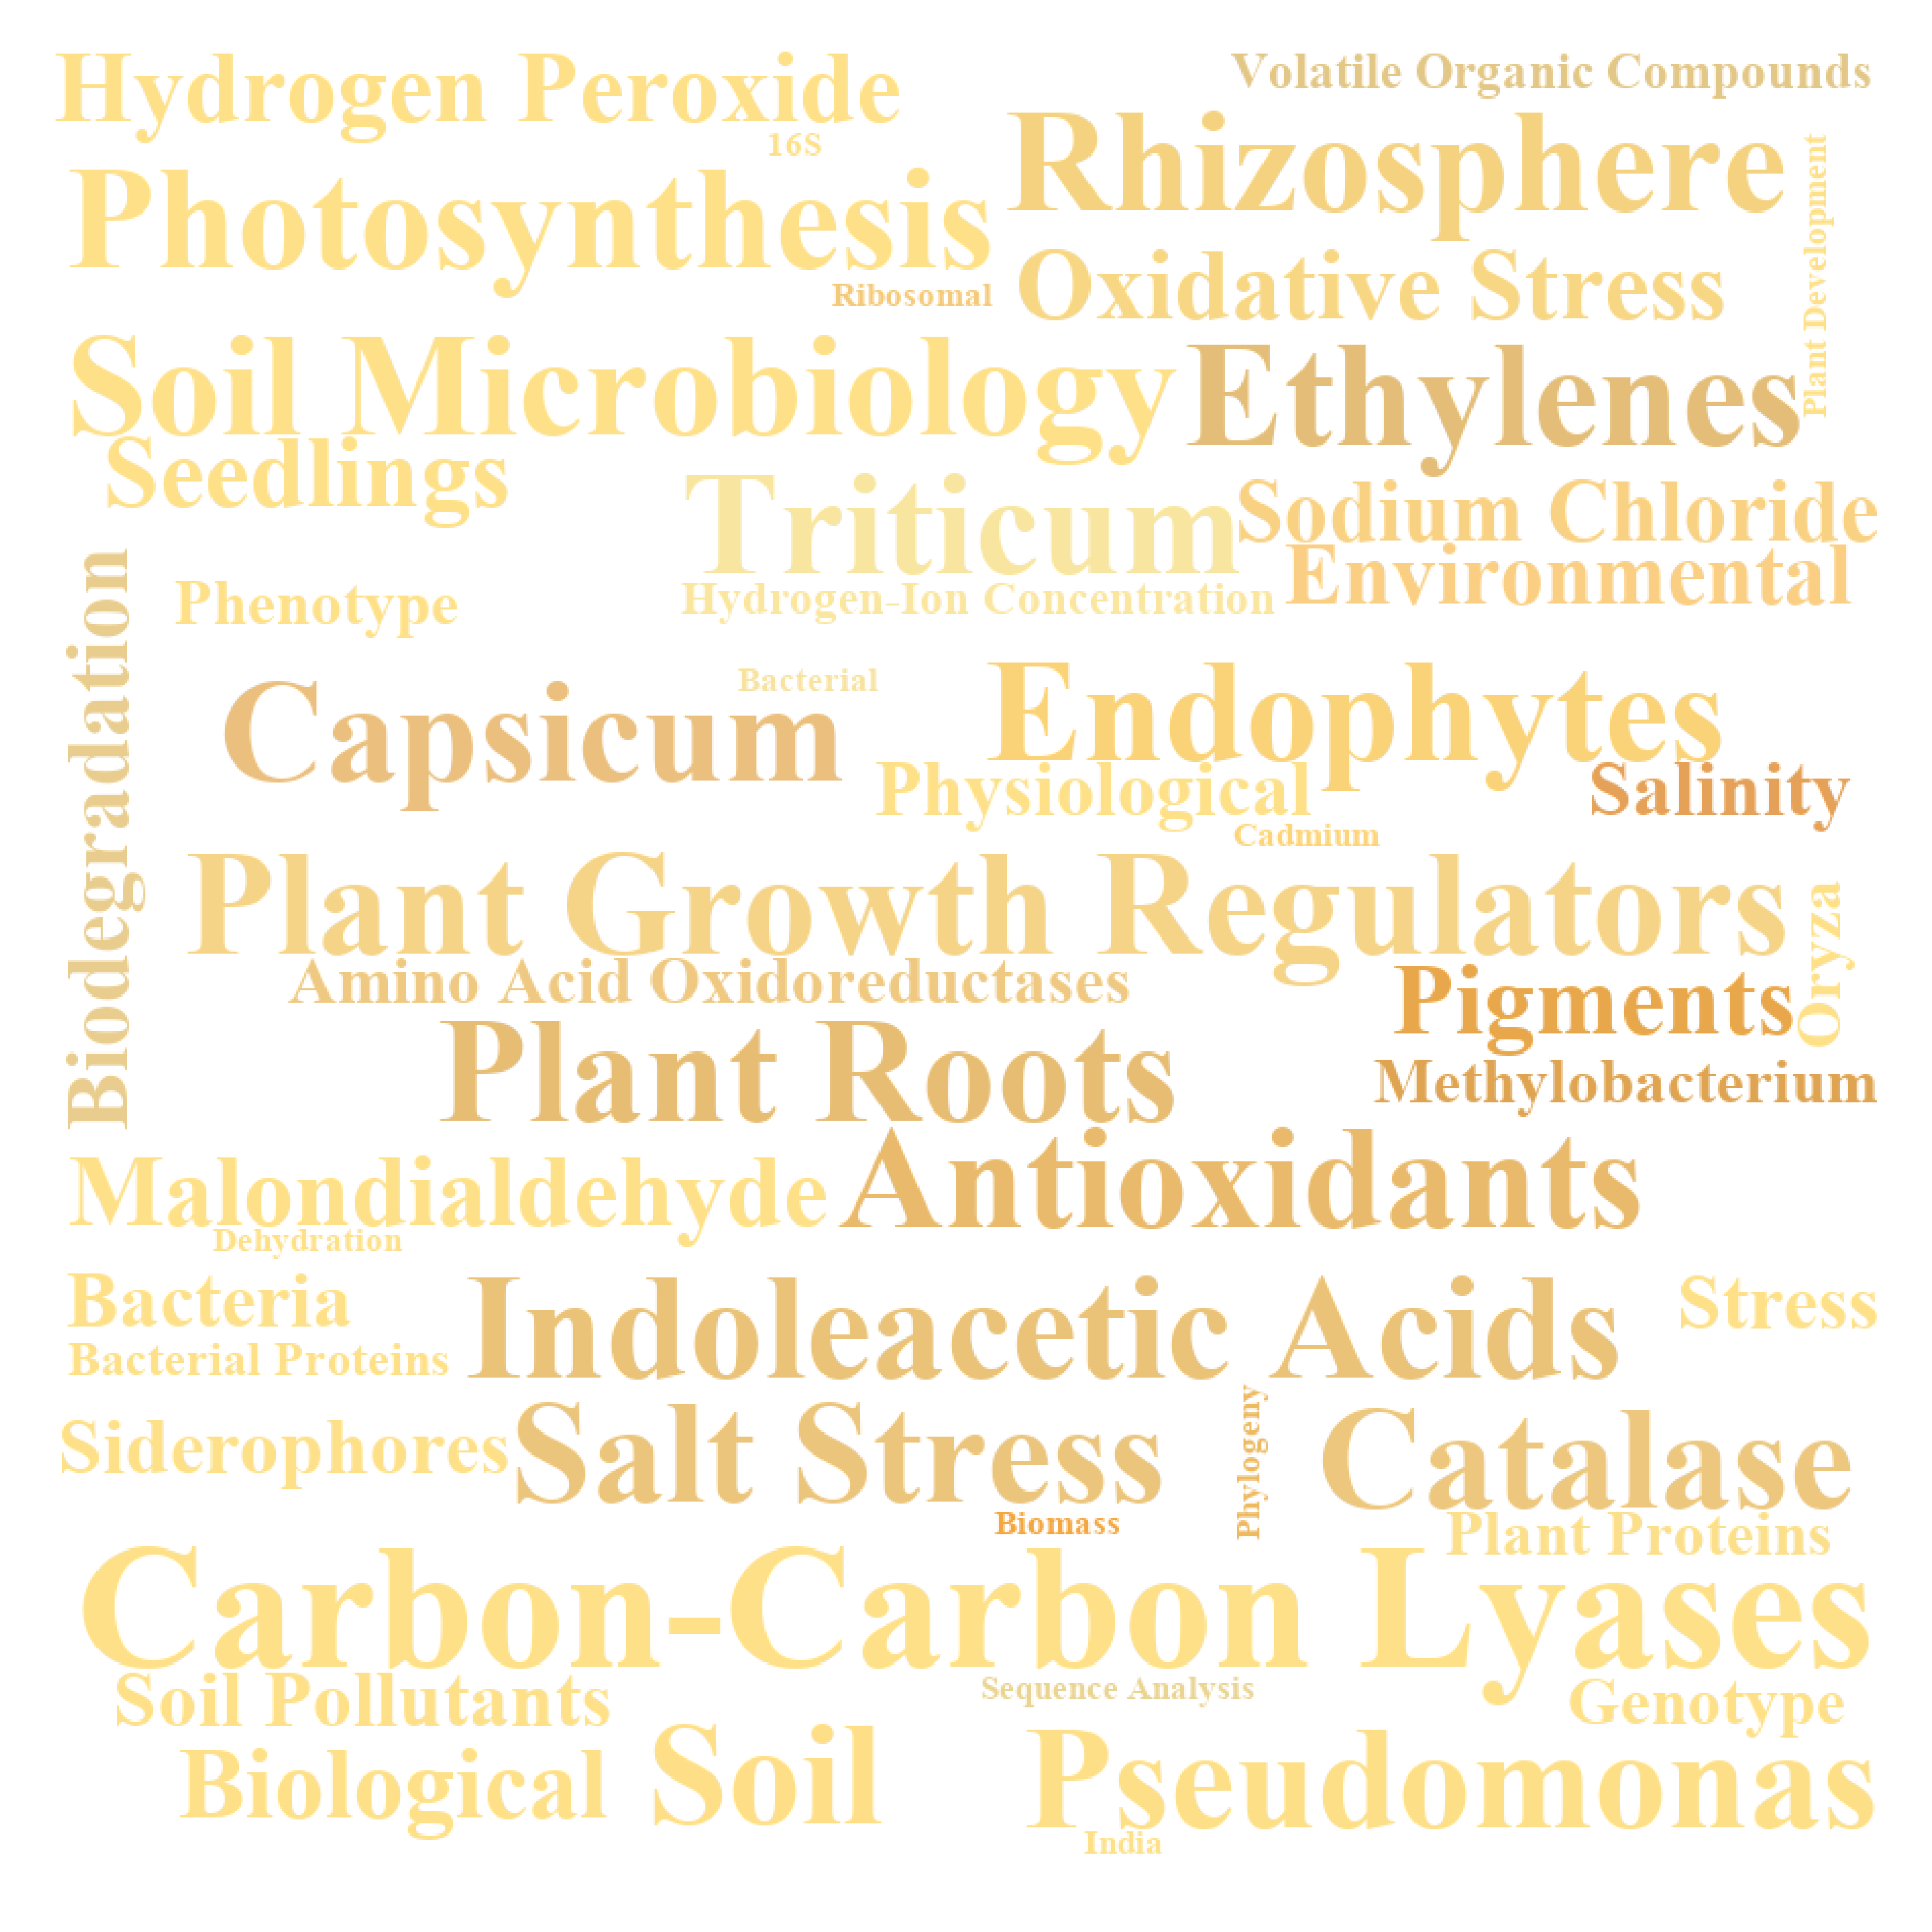 Hydrogen Peroxide
Volatile Organic Compounds
16S
Rhizosphere
Plant Development
Photosynthesis
Ribosomal
Oxidative Stress
Soil Microbiology
Ethylenes
Seedlings
Triticum
Sodium Chloride
Environmental
Biodegradation
Phenotype
Hydrogen-Ion Concentration
Bacterial
Capsicum
Endophytes
Physiological
Salinity
Cadmium
Plant Growth Regulators
Oryza
Amino Acid Oxidoreductases
Pigments
Plant Roots
Methylobacterium
Malondialdehyde
Antioxidants
Dehydration
Bacteria
Indoleacetic Acids
Stress
Bacterial Proteins
Siderophores
Salt Stress
Phylogeny
Catalase
Biomass
Plant Proteins
Carbon-Carbon Lyases
Soil Pollutants
Sequence Analysis
Genotype
Biological
Soil
Pseudomonas
India